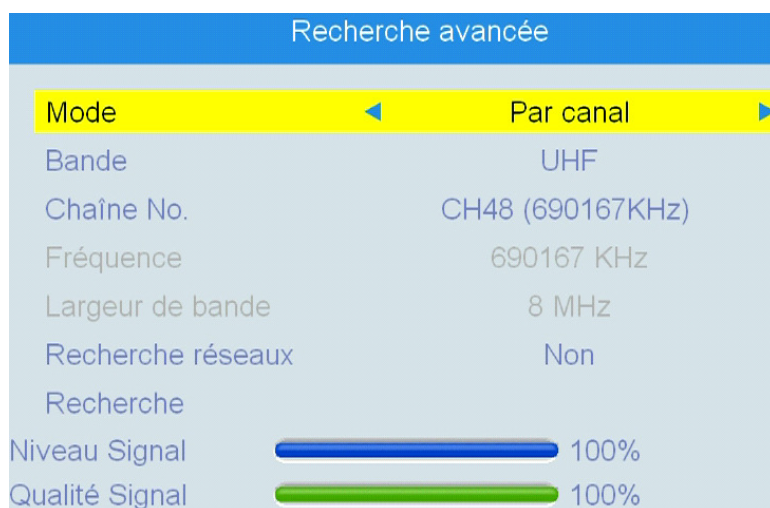 Recherche avancée
Mode Par canal
Bande UHF
Chaîne No. CH48 (690167KHz)
Fréquence 690167 KHz
Largeur de bande 8 MHz
Recherche réseaux Non
Recherche
Niveau Signal 100%
Qualité Signal 100%